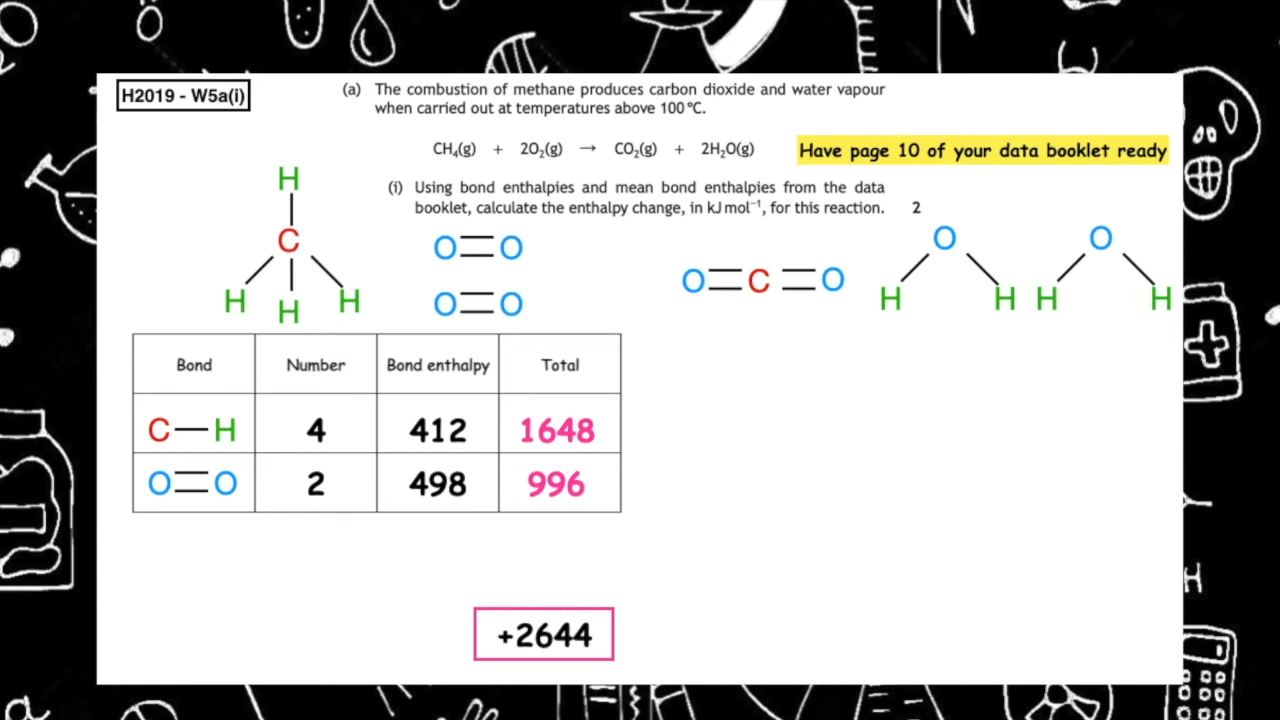 H2019 - W5a(i)
(a) The combustion of methane produces carbon dioxide and water vapour
when carried out at temperatures above 100 °C.
CH₄(g) + 2O₂(g) → CO₂(g) + 2H₂O(g)
Have page 10 of your data booklet ready
(i) Using bond enthalpies and mean bond enthalpies from the data
booklet, calculate the enthalpy change, in kJ mol⁻¹, for this reaction. 2
H
C
H H H
O=O
O=O
O=C=O
O
H H
O
H H
Bond Number Bond enthalpy Total
C—H 4 412 1648
O=O 2 498 996
+2644
H